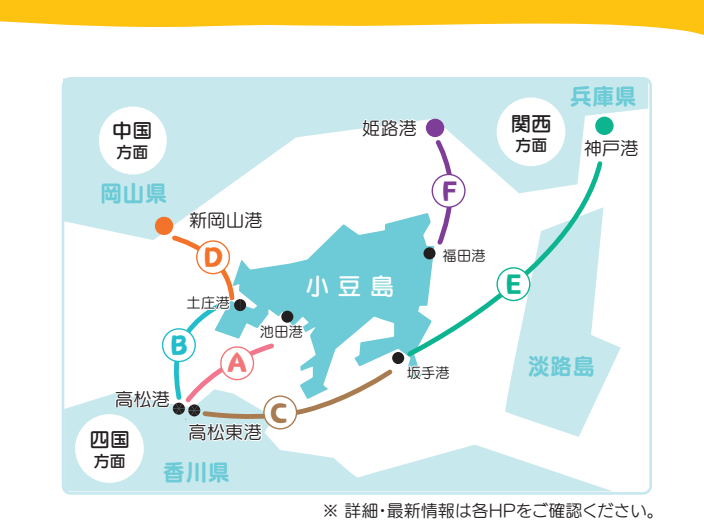 兵庫県
中国
方面
関西
方面
姫路港
神戸港
岡山県
F
新岡山港
D
福田港
小豆島
E
土庄港
池田港
B
A
淡路島
坂手港
高松港
C
高松東港
四国
方面
香川県
※ 詳細・最新情報は各HPをご確認ください。